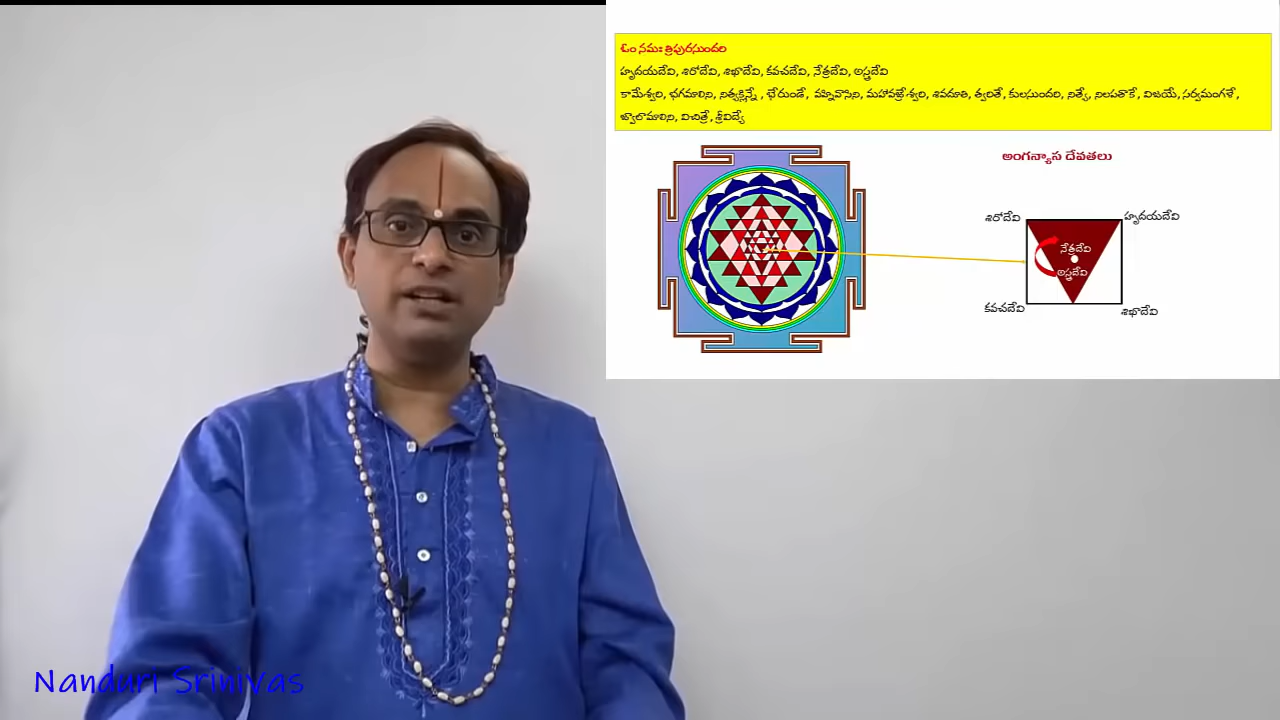 ఓం నమః త్రిపురసుందరి
హృదయదేవి, శిరోదేవి, శిఖాదేవి, కవచదేవి, నేత్రదేవి, అస్త్రదేవి
కామేశ్వరి, భగమాలిని, నిత్యక్లిన్నే , భేరుండే, వహ్నివాసిని, మహావజ్రేశ్వరి, శివదూతి, త్వరితే, కులసుందరి, నిత్యే, నిలపతాకే, విజయే, సర్వమంగళే,
జ్వాలామాలిని, విచిత్రే, శ్రీవిద్యే
అంగన్యాస దేవతలు
శిరోదేవి
హృదయదేవి
నేత్రదేవి
అస్త్రదేవి
కవచదేవి
శిఖాదేవి
Nanduri Srinivas